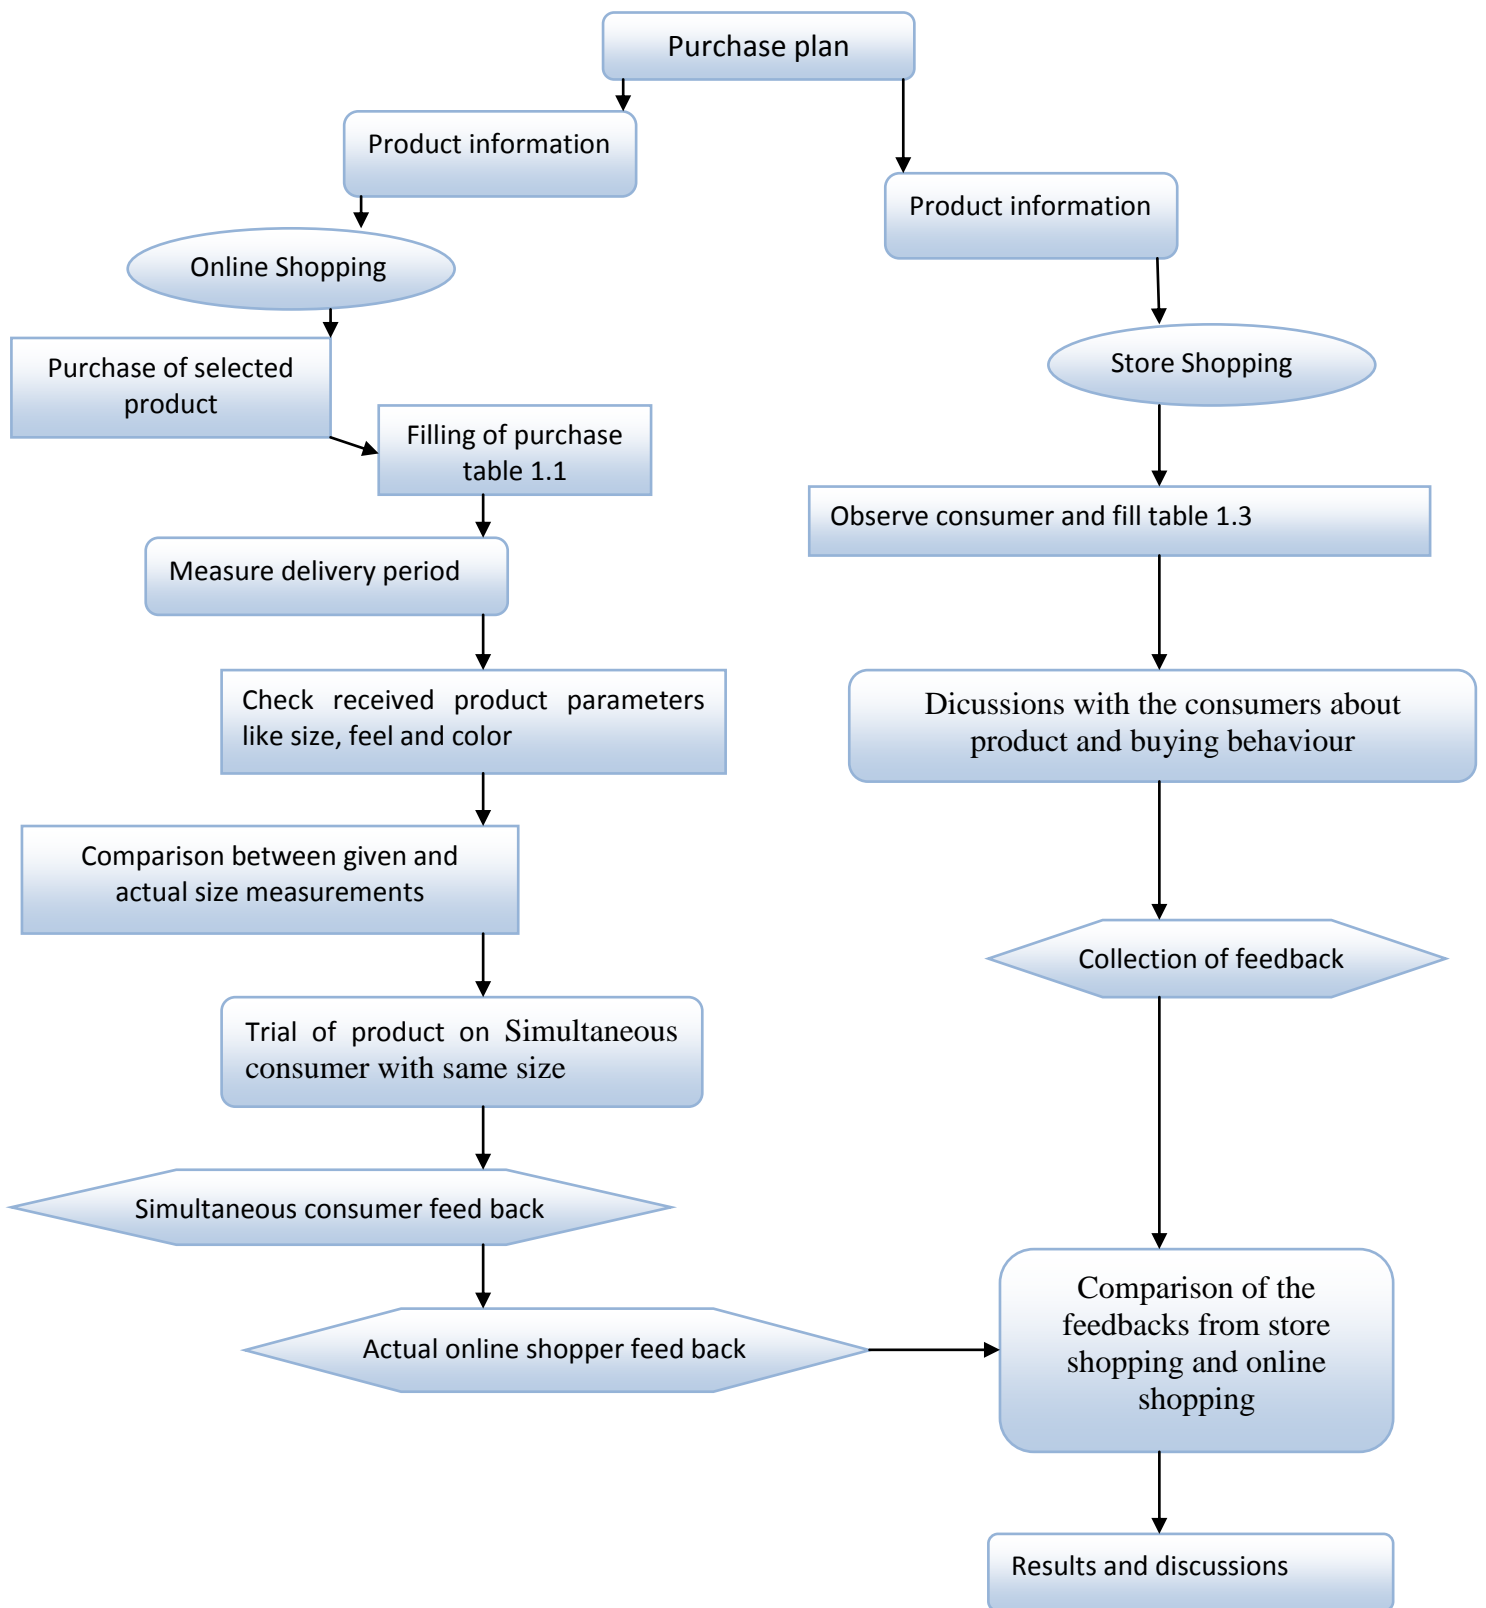 Purchase plan
Product information
Product information
Online Shopping
Store Shopping
Purchase of selected
product
Filling of purchase
table 1.1
Observe consumer and fill table 1.3
Measure delivery period
Check received product parameters
like size, feel and color
Dicussions with the consumers about
product and buying behaviour
Comparison between given and
actual size measurements
Collection of feedback
Trial of product on Simultaneous
consumer with same size
Simultaneous consumer feed back
Actual online shopper feed back
Comparison of the
feedbacks from store
shopping and online
shopping
Results and discussions